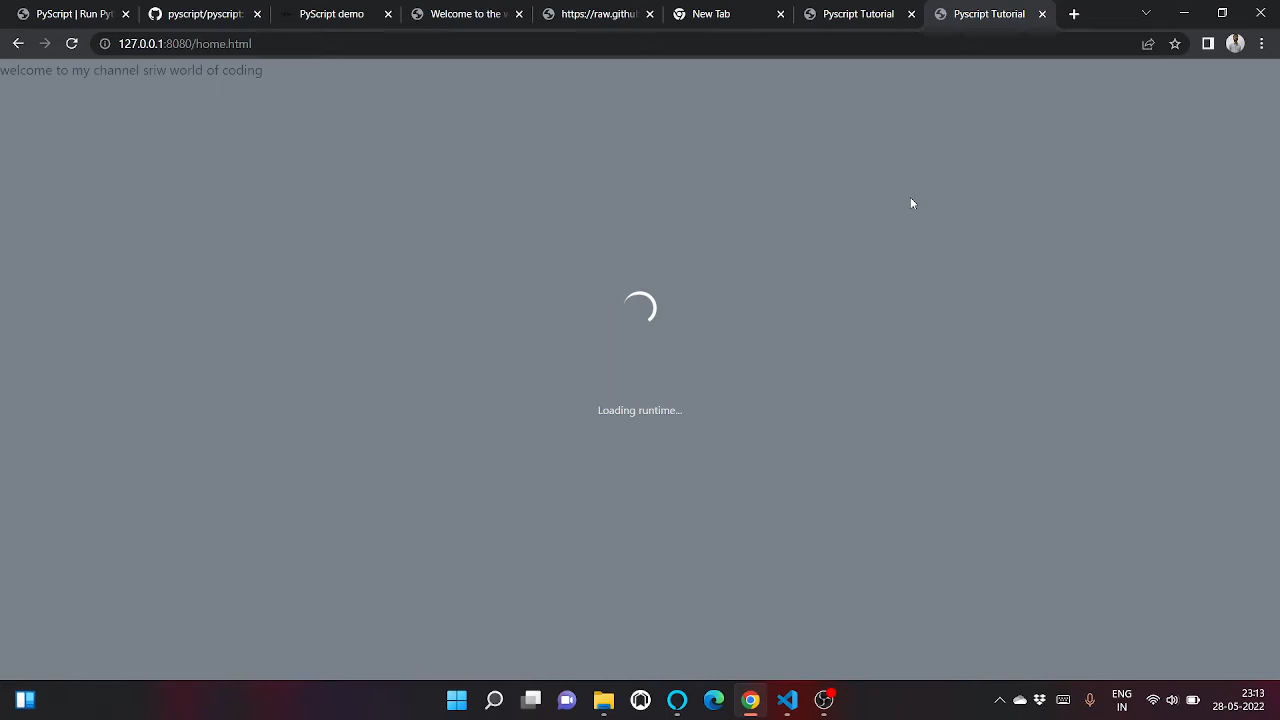 PyScript | Run Pyt
pyscript/pyscript:
PyScript demo
Welcome to the w
https://raw.githu
New Tab
Pyscript Tutorial
Pyscript Tutorial
127.0.0.1:8080/home.html
welcome to my channel sriw world of coding
Loading runtime...
ENG
IN
23:13
28-05-2022